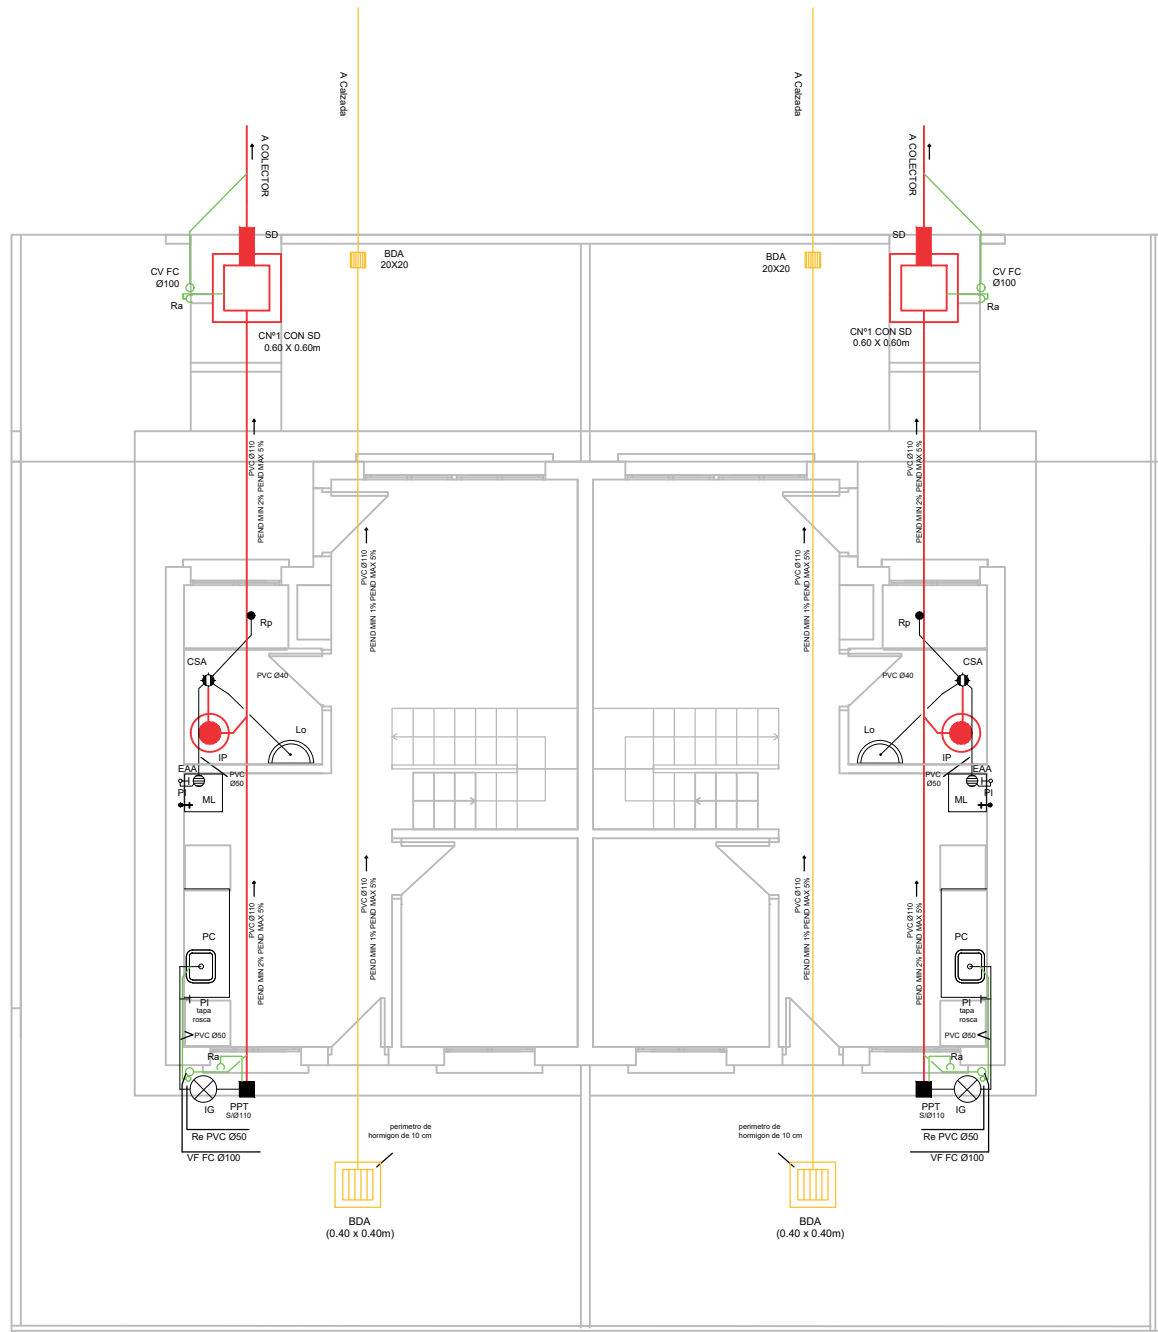 A Calzada
A Calzada
A COLECTOR
A COLECTOR
SD
SD
BDA
20X20
BDA
20X20
CV FC
Ø100
CV FC
Ø100
Ra
Ra
CNº1 CON SD
0.60 X 0.60m
CNº1 CON SD
0.60 X 0.60m
PVC Ø110
PEND MIN 2% PEND MAX 5%
PVC Ø110
PEND MIN 2% PEND MAX 5%
PVC Ø110
PEND MIN 1% PEND MAX 5%
PVC Ø110
PEND MIN 1% PEND MAX 5%
Rp
Rp
CSA
CSA
PVC Ø40
PVC Ø40
Lo
Lo
IP
IP
EAA
PVC
Ø50
PVC
Ø50
EAA
PI
ML
ML
PI
PVC Ø110
PEND MIN 2% PEND MAX 5%
PVC Ø110
PEND MIN 1% PEND MAX 5%
PVC Ø110
PEND MIN 1% PEND MAX 5%
PVC Ø110
PEND MIN 2% PEND MAX 5%
PC
PC
PI
tapa
rosca
PI
tapa
rosca
PVC Ø50
PVC Ø50
Ra
Ra
IG
PPT
S/Ø110
PPT
S/Ø110
IG
Re PVC Ø50
Re PVC Ø50
VF FC Ø100
VF FC Ø100
perimetro de
hormigon de 10 cm
perimetro de
hormigon de 10 cm
BDA
(0.40 x 0.40m)
BDA
(0.40 x 0.40m)